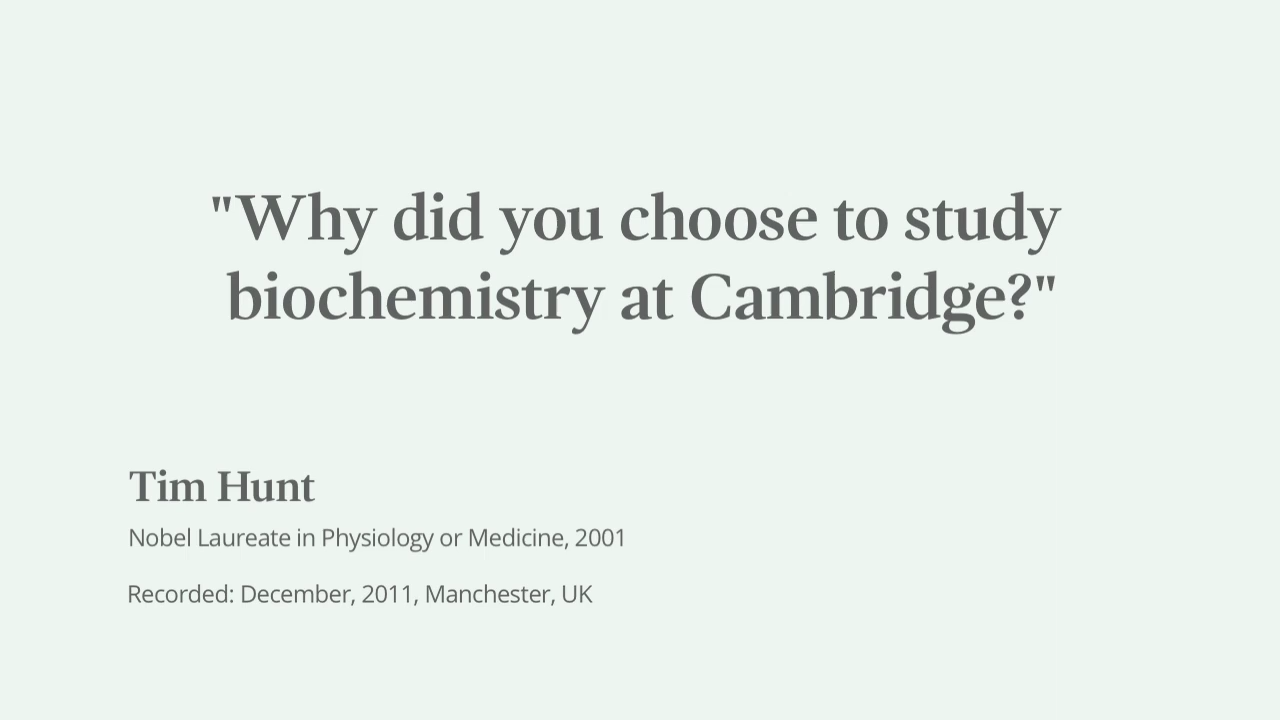 "Why did you choose to study
biochemistry at Cambridge?"
Tim Hunt
Nobel Laureate in Physiology or Medicine, 2001
Recorded: December, 2011, Manchester, UK